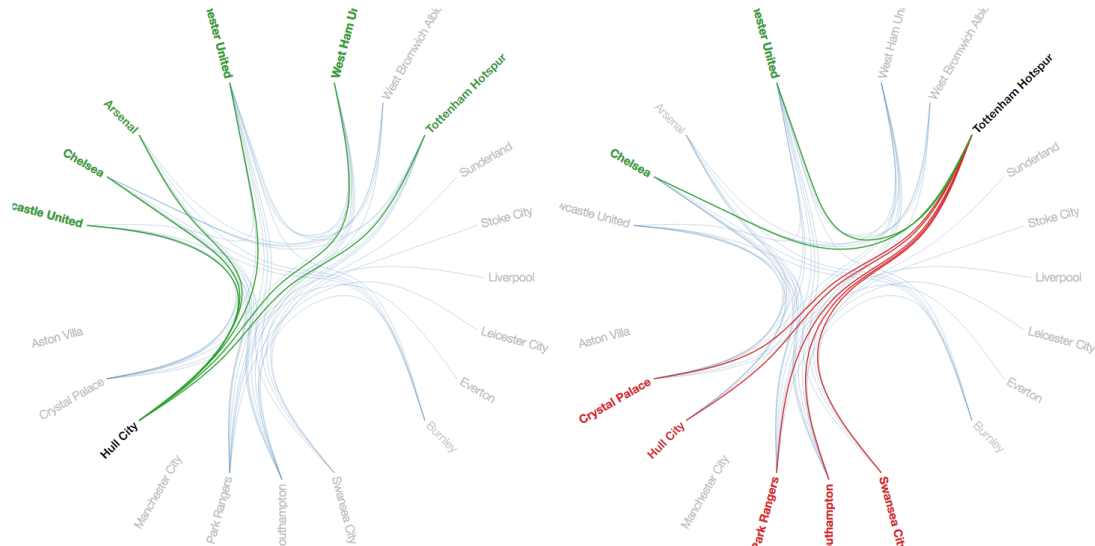 ester United
West Ham U
West Bromwich Albi
Arsenal
Tottenham Hotspur
Chelsea
Sunderland
castle United
Stoke City
Liverpool
Aston Villa
Leicester City
Crystal Palace
Everton
Hull City
Burnley
Manchester City
Park Rangers
outhampton
Swansea City
ester United
West Ham Un
West Bromwich Albi
Arsenal
Tottenham Hotspur
Chelsea
Sunderland
castle United
Stoke City
Liverpool
Aston Villa
Leicester City
Crystal Palace
Everton
Hull City
Burnley
Manchester City
Park Rangers
uthampton
Swansea City